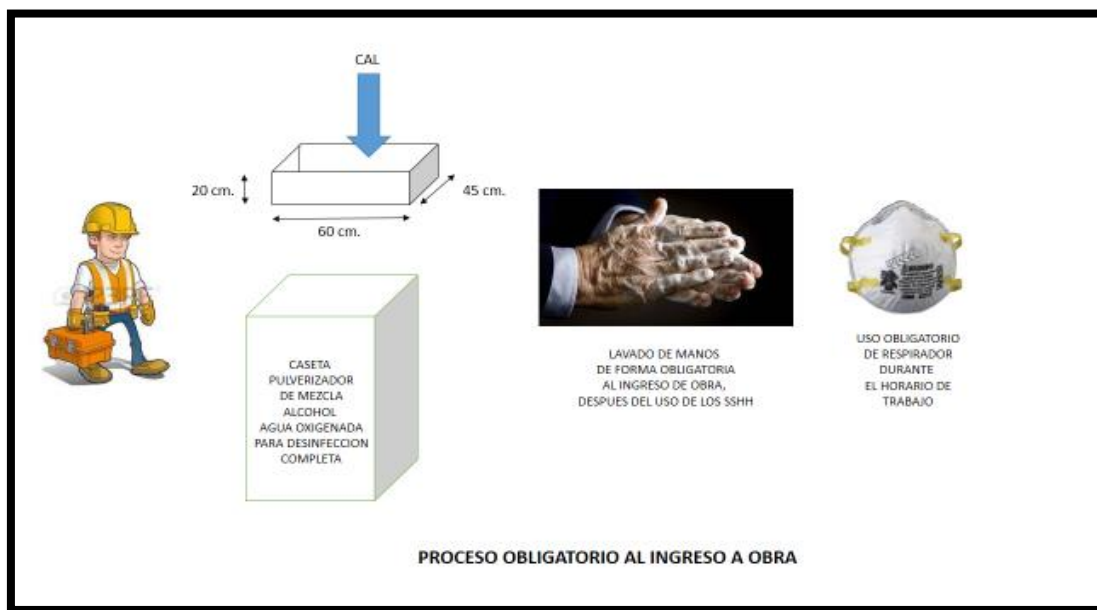 CAL
20 cm.
45 cm.
60 cm.
CASETA
PULVERIZADOR
DE MEZCLA
ALCOHOL
AGUA OXIGENADA
PARA DESINFECCION
COMPLETA
LAVADO DE MANOS
DE FORMA OBLIGATORIA
AL INGRESO DE OBRA,
DESPUES DEL USO DE LOS SSHH
USO OBLIGATORIO
DE RESPIRADOR
DURANTE
EL HORARIO DE
TRABAJO
PROCESO OBLIGATORIO AL INGRESO A OBRA